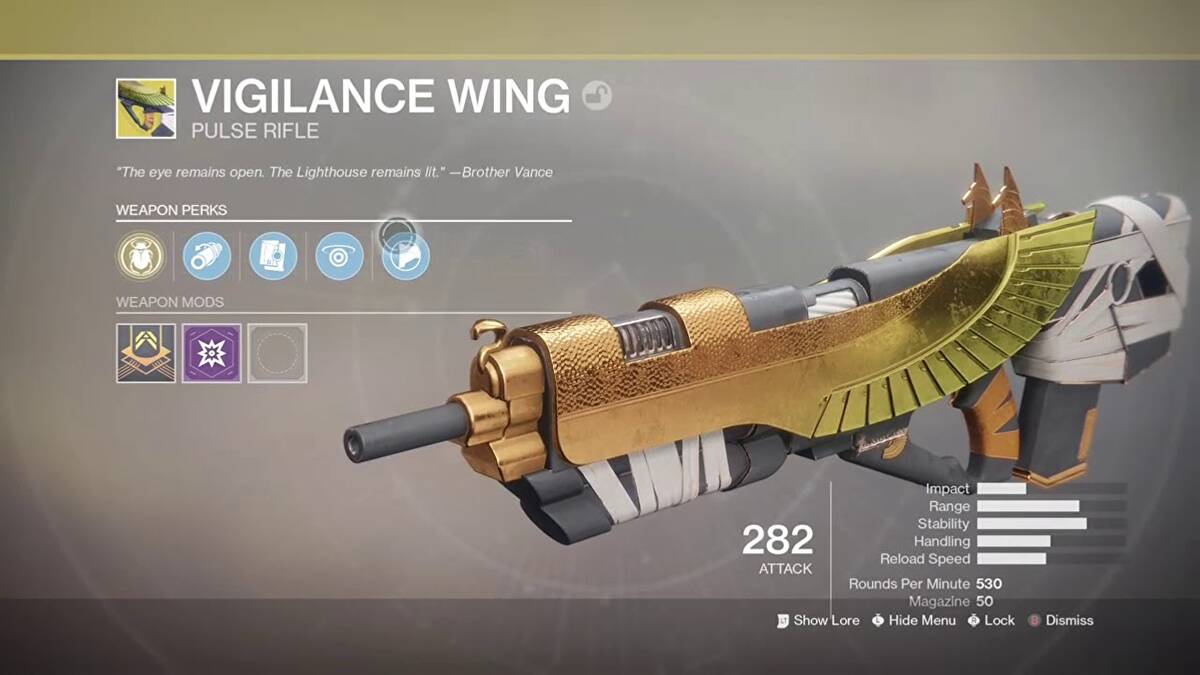 VIGILANCE WING
PULSE RIFLE
"The eye remains open. The Lighthouse remains lit." —Brother Vance
WEAPON PERKS
WEAPON MODS
282
ATTACK
Impact
Range
Stability
Handling
Reload Speed
Rounds Per Minute 530
Magazine 50
Show Lore
Hide Menu
Lock
Dismiss